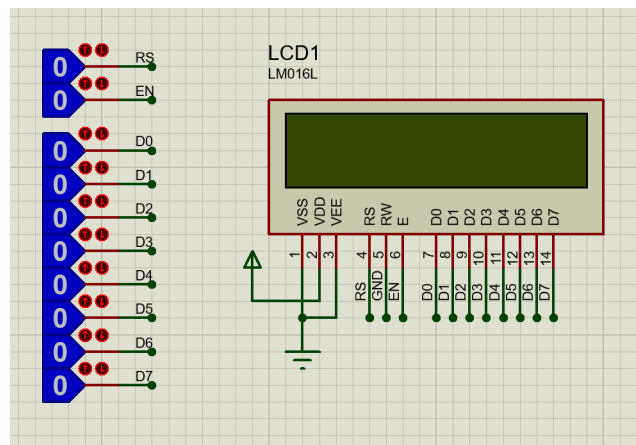 LCD1
LM016L
0 RS
0 EN
0 D0
0 D1
0 D2
0 D3
0 D4
0 D5
0 D6
0 D7
VSS VDD VEE RS RW E D0 D1 D2 D3 D4 D5 D6 D7
1 2 3 4 5 6 7 8 9 10 11 12 13 14
RS GND EN D0 D1 D2 D3 D4 D5 D6 D7